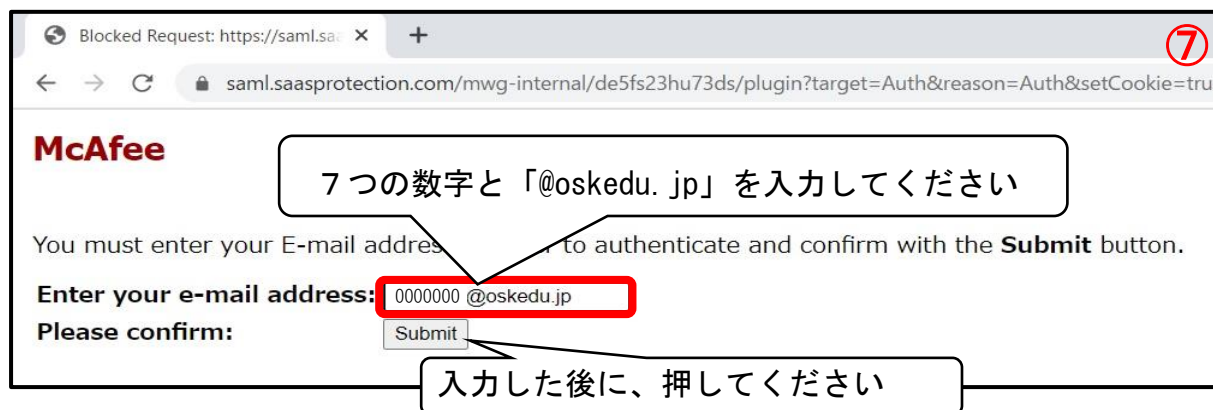 Blocked Request: https://saml.saa
⑦
saml.saasprotection.com/mwg-internal/de5fs23hu73ds/plugin?target=Auth&reason=Auth&setCookie=tru
McAfee
７つの数字と「@oskedu.jp」を入力してください
You must enter your E-mail addre to authenticate and confirm with the Submit button.
Enter your e-mail address: 0000000 @oskedu.jp
Please confirm: Submit
入力した後に、押してください